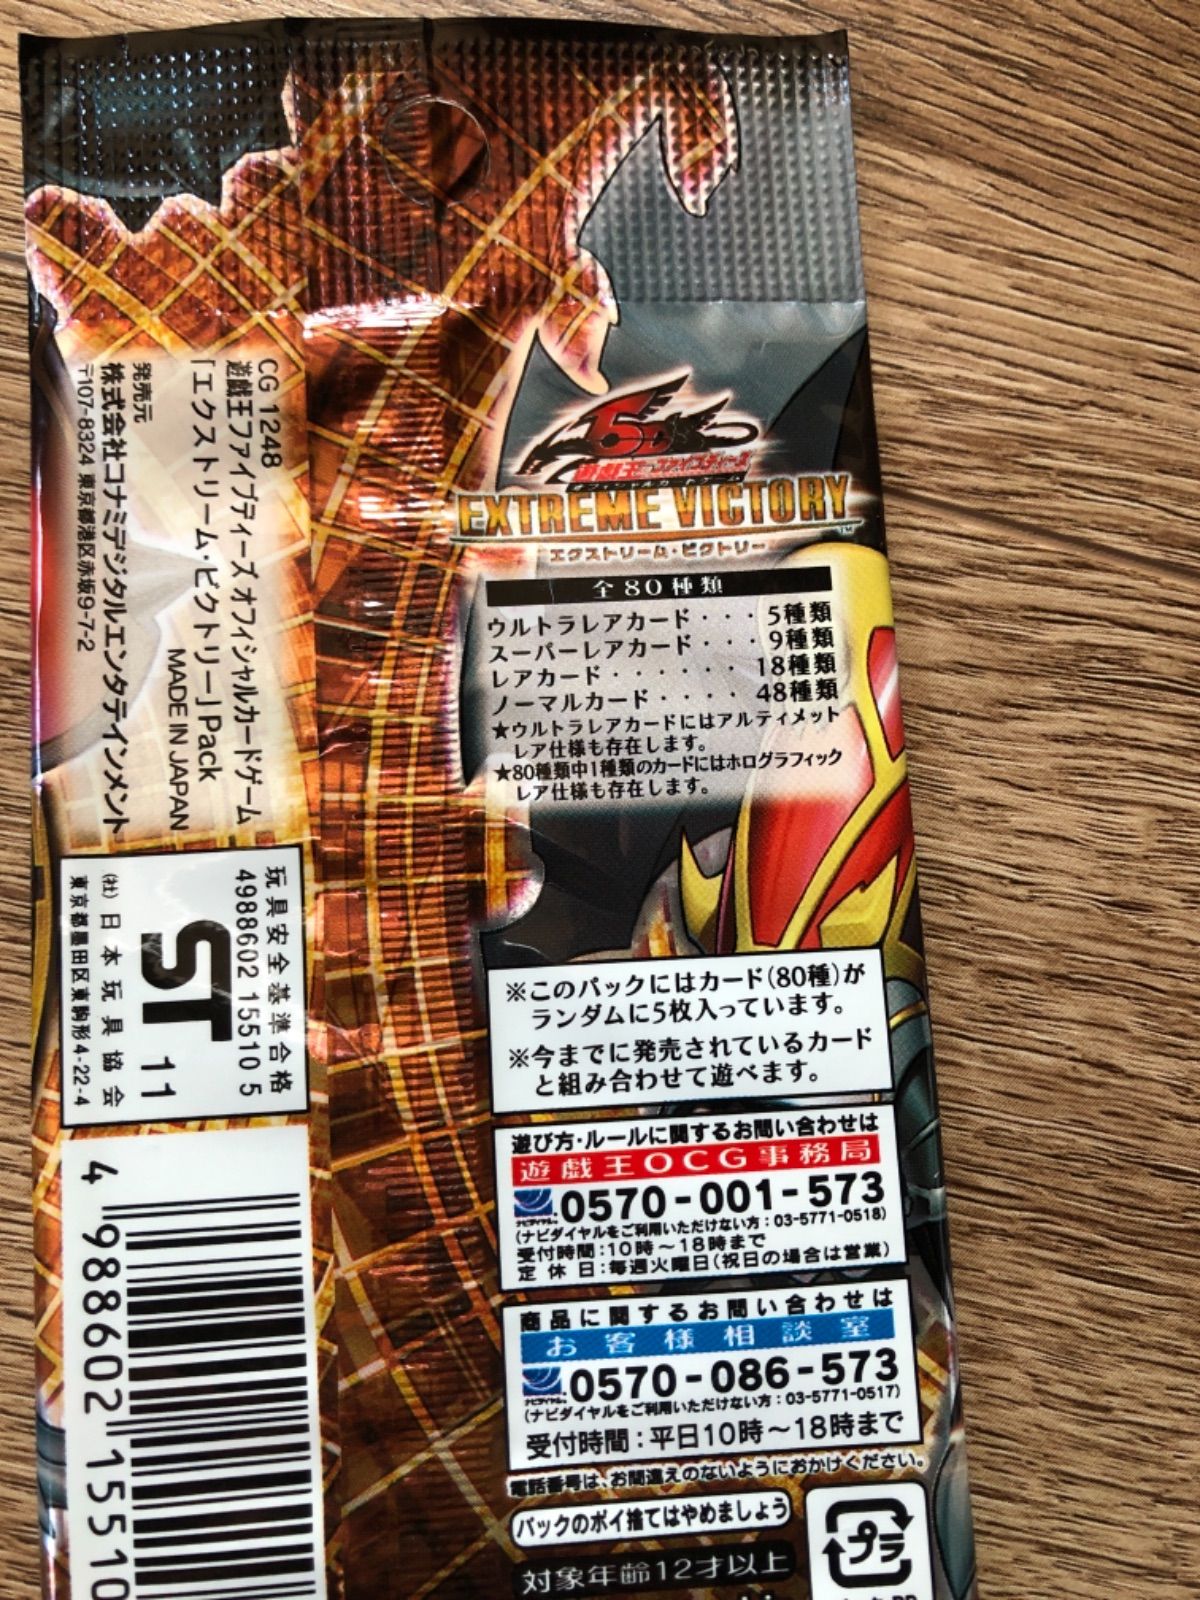 5D's
遊戯王ファイブディーズ
オフィシャルカードゲーム
EXTREME VICTORY
TM
エクストリーム・ビクトリー
全80種類
ウルトラレアカード・・・5種類
スーパーレアカード・・・9種類
レアカード・・・・・・18種類
ノーマルカード・・・・・48種類
★ウルトラレアカードにはアルティメット
レア仕様も存在します。
★80種類中1種類のカードにはホログラフィック
レア仕様も存在します。
※このパックにはカード(80種)が
ランダムに5枚入っています。
※今までに発売されているカード
と組み合わせて遊べます。
遊び方・ルールに関するお問い合わせは
遊戯王OCG事務局
ナビダイヤル 0570-001-573
(ナビダイヤルをご利用いただけない方:03-5771-0518)
受付時間:10時〜18時まで
定休日:毎週火曜日(祝日の場合は営業)
商品に関するお問い合わせは
お客様相談室
ナビダイヤル 0570-086-573
(ナビダイヤルをご利用いただけない方:03-5771-0517)
受付時間:平日10時〜18時まで
電話番号は、お間違えのないようにおかけください。
パックのポイ捨てはやめましょう
対象年齢12才以上
プラ
CG 1248
遊戯王ファイブディーズ オフィシャルカードゲーム
「エクストリーム・ビクトリー」Pack
MADE IN JAPAN
発売元
株式会社コナミデジタルエンタテインメント
〒107-8324 東京都港区赤坂9-7-2
玩具安全基準合格
4988602 15510 5
ST 11
(社)日本玩具協会
東京都墨田区東駒形4-22-4
4 988602 15510